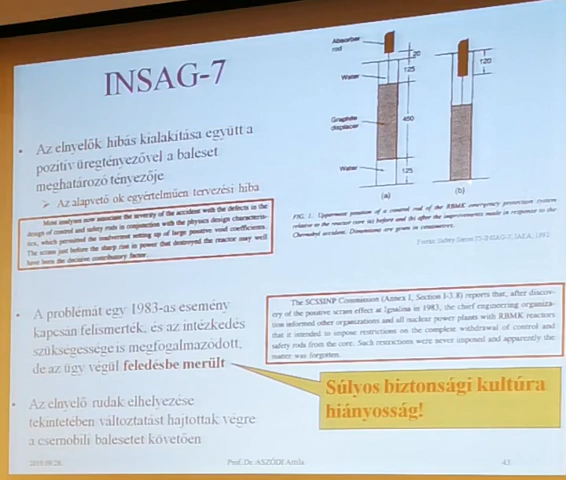 INSAG-7
• Az elnyelők hibás kialakítása együtt a
pozitív üregtényezővel a baleset
meghatározó tényezője
➢ Az alapvető ok egyértelműen tervezési hiba
Most analyses now associate the severity of the accident with the defects in the
design of control and safety rods in conjunction with the physics design characteris-
tics, which permitted the inadvertent setting up of large positive void coefficients.
The scram just before the sharp rise in power that destroyed the reactor may well
have been the decisive contributory factor.
• A problémát egy 1983-as esemény
kapcsán felismerték, és az intézkedés
szükségessége is megfogalmazódott,
de az ügy végül feledésbe merült
• Az elnyelő rudak elhelyezése
tekintetében változtatást hajtottak végre
a csernobili balesetet követően
Absorber
rod
Water
Graphite
displacer
Water
20
125
450
125
120
(a)
(b)
FIG. 1. Uppermost position of a control rod of the RBMK emergency protection system
relative to the reactor core (a) before and (b) after the improvements made in response to the
Chernobyl accident. Dimensions are given in centimetres.
Forrás: Safety Series 75-INSAG-7, IAEA, 1992
The SCSSINP Commission (Annex I, Section I-3.8) reports that, after discov-
ery of the positive scram effect at Ignalina in 1983, the chief engineering organiza-
tion informed other organizations and all nuclear power plants with RBMK reactors
that it intended to impose restrictions on the complete withdrawal of control and
safety rods from the core. Such restrictions were never imposed and apparently the
matter was forgotten.
Súlyos biztonsági kultúra
hiányosság!
2019.09.26.
Prof. Dr. ASZÓDI Attila
43